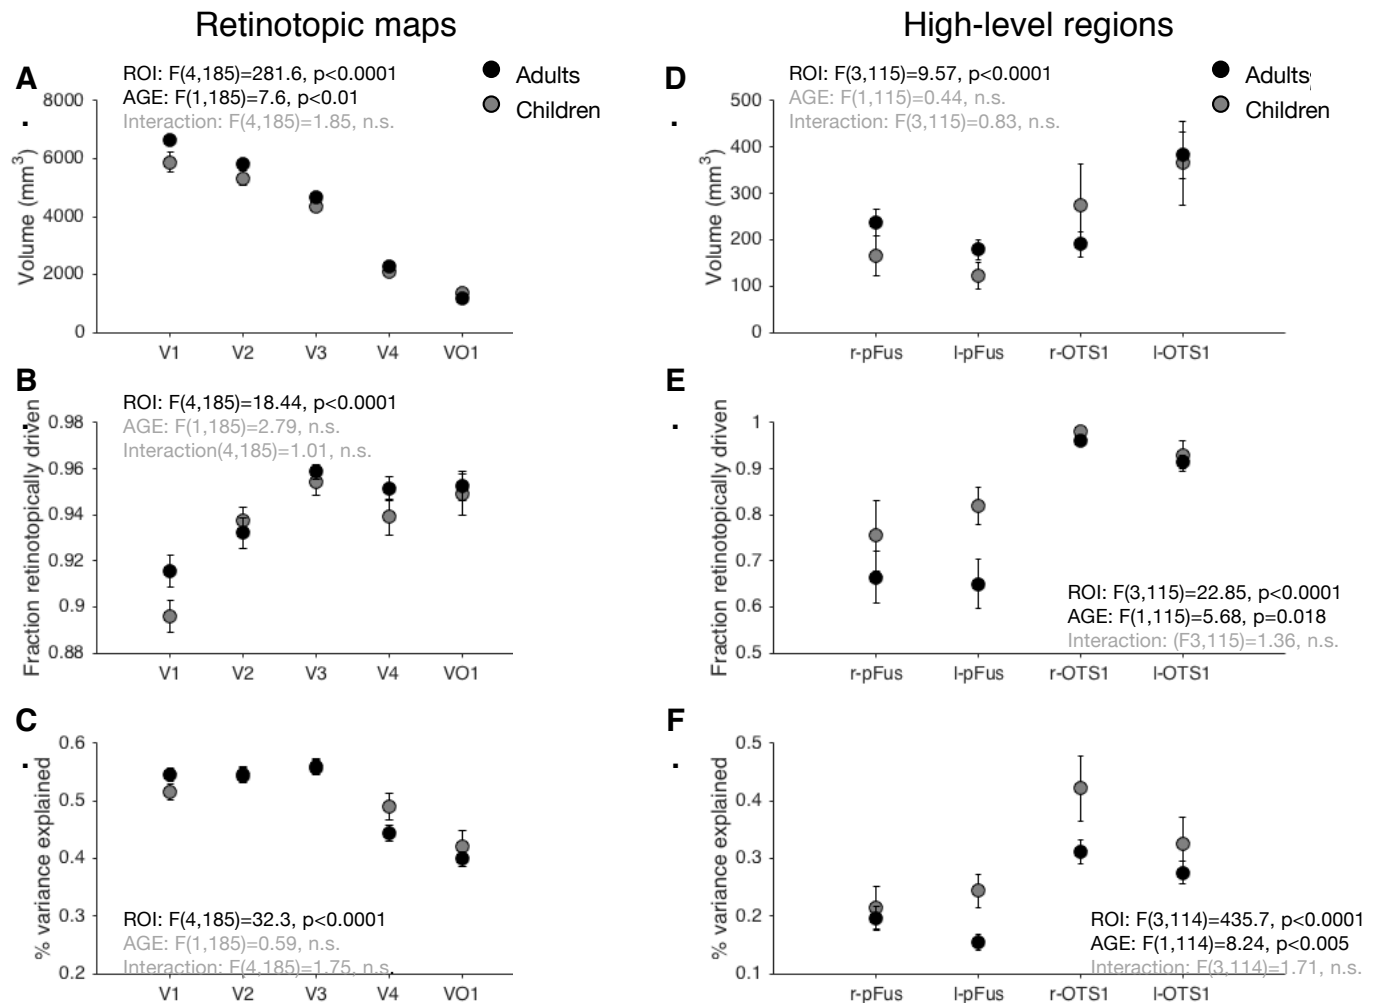 Retinotopic maps
High-level regions
A
ROI: F(4,185)=281.6, p<0.0001
AGE: F(1,185)=7.6, p<0.01
Interaction: F(4,185)=1.85, n.s.
Adults
Children
.
Volume (mm3)
8000
6000
4000
2000
0
V1 V2 V3 V4 VO1
D
ROI: F(3,115)=9.57, p<0.0001
AGE: F(1,115)=0.44, n.s.
Interaction: F(3,115)=0.83, n.s.
Adults
Children
.
Volume (mm3)
500
400
300
200
100
0
r-pFus l-pFus r-OTS1 l-OTS1
B
ROI: F(4,185)=18.44, p<0.0001
AGE: F(1,185)=2.79, n.s.
Interaction(4,185)=1.01, n.s.
.
Fraction retinotopically driven
0.98
0.96
0.94
0.92
0.9
0.88
V1 V2 V3 V4 VO1
E
.
Fraction retinotopically driven
1
0.9
0.8
0.7
0.6
0.5
ROI: F(3,115)=22.85, p<0.0001
AGE: F(1,115)=5.68, p=0.018
Interaction: (F3,115)=1.36, n.s.
r-pFus l-pFus r-OTS1 l-OTS1
C
.
% variance explained
0.6
0.5
0.4
0.3
0.2
ROI: F(4,185)=32.3, p<0.0001
AGE: F(1,185)=0.59, n.s.
Interaction: F(4,185)=1.75, n.s.
V1 V2 V3 V4 VO1
F
.
% variance explained
0.5
0.4
0.3
0.2
0.1
ROI: F(3,114)=435.7, p<0.0001
AGE: F(1,114)=8.24, p<0.005
Interaction: F(3,114)=1.71, n.s.
r-pFus l-pFus r-OTS1 l-OTS1